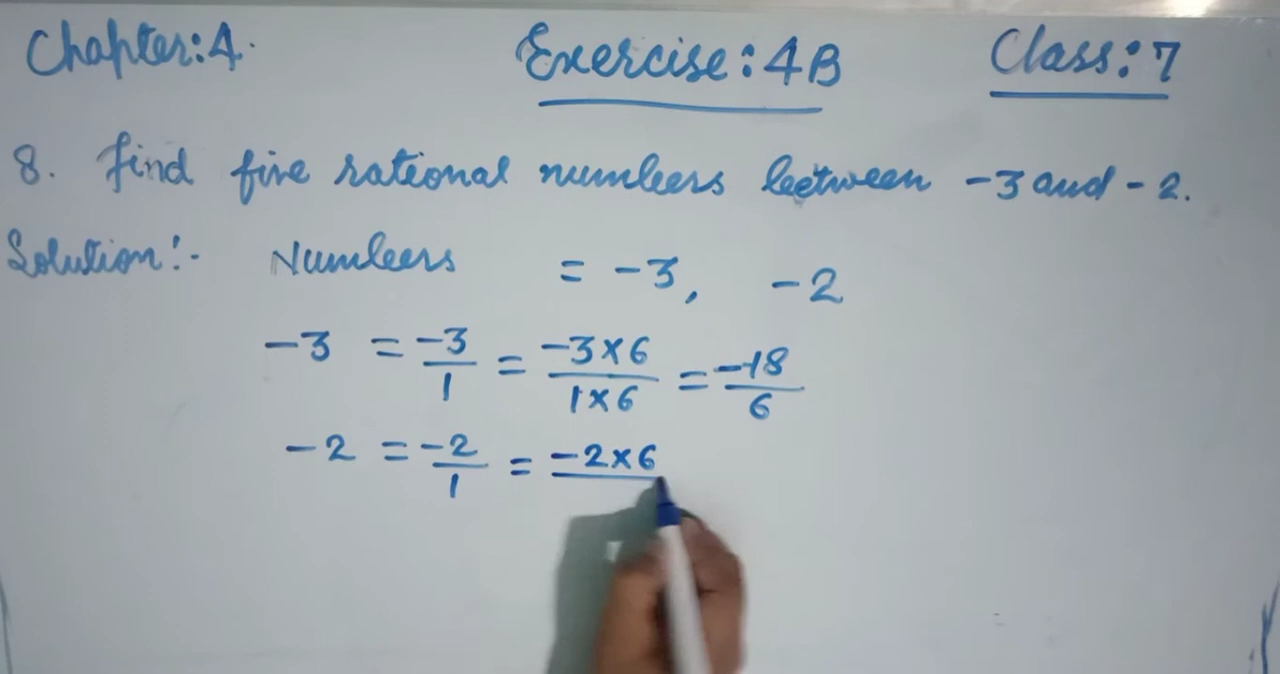 Chapter:4. Exercise:4B Class:7
8. find five rational numbers between -3 and -2.
Solution:- Numbers = -3, -2
-3 = -3/1 = -3×6/1×6 = -18/6
-2 = -2/1 = -2×6